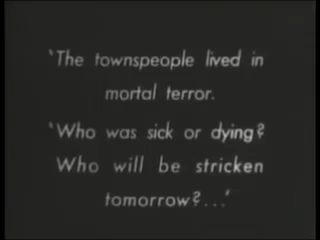 'The townspeople lived in
mortal terror.
'Who was sick or dying?
Who will be stricken
tomorrow?...'